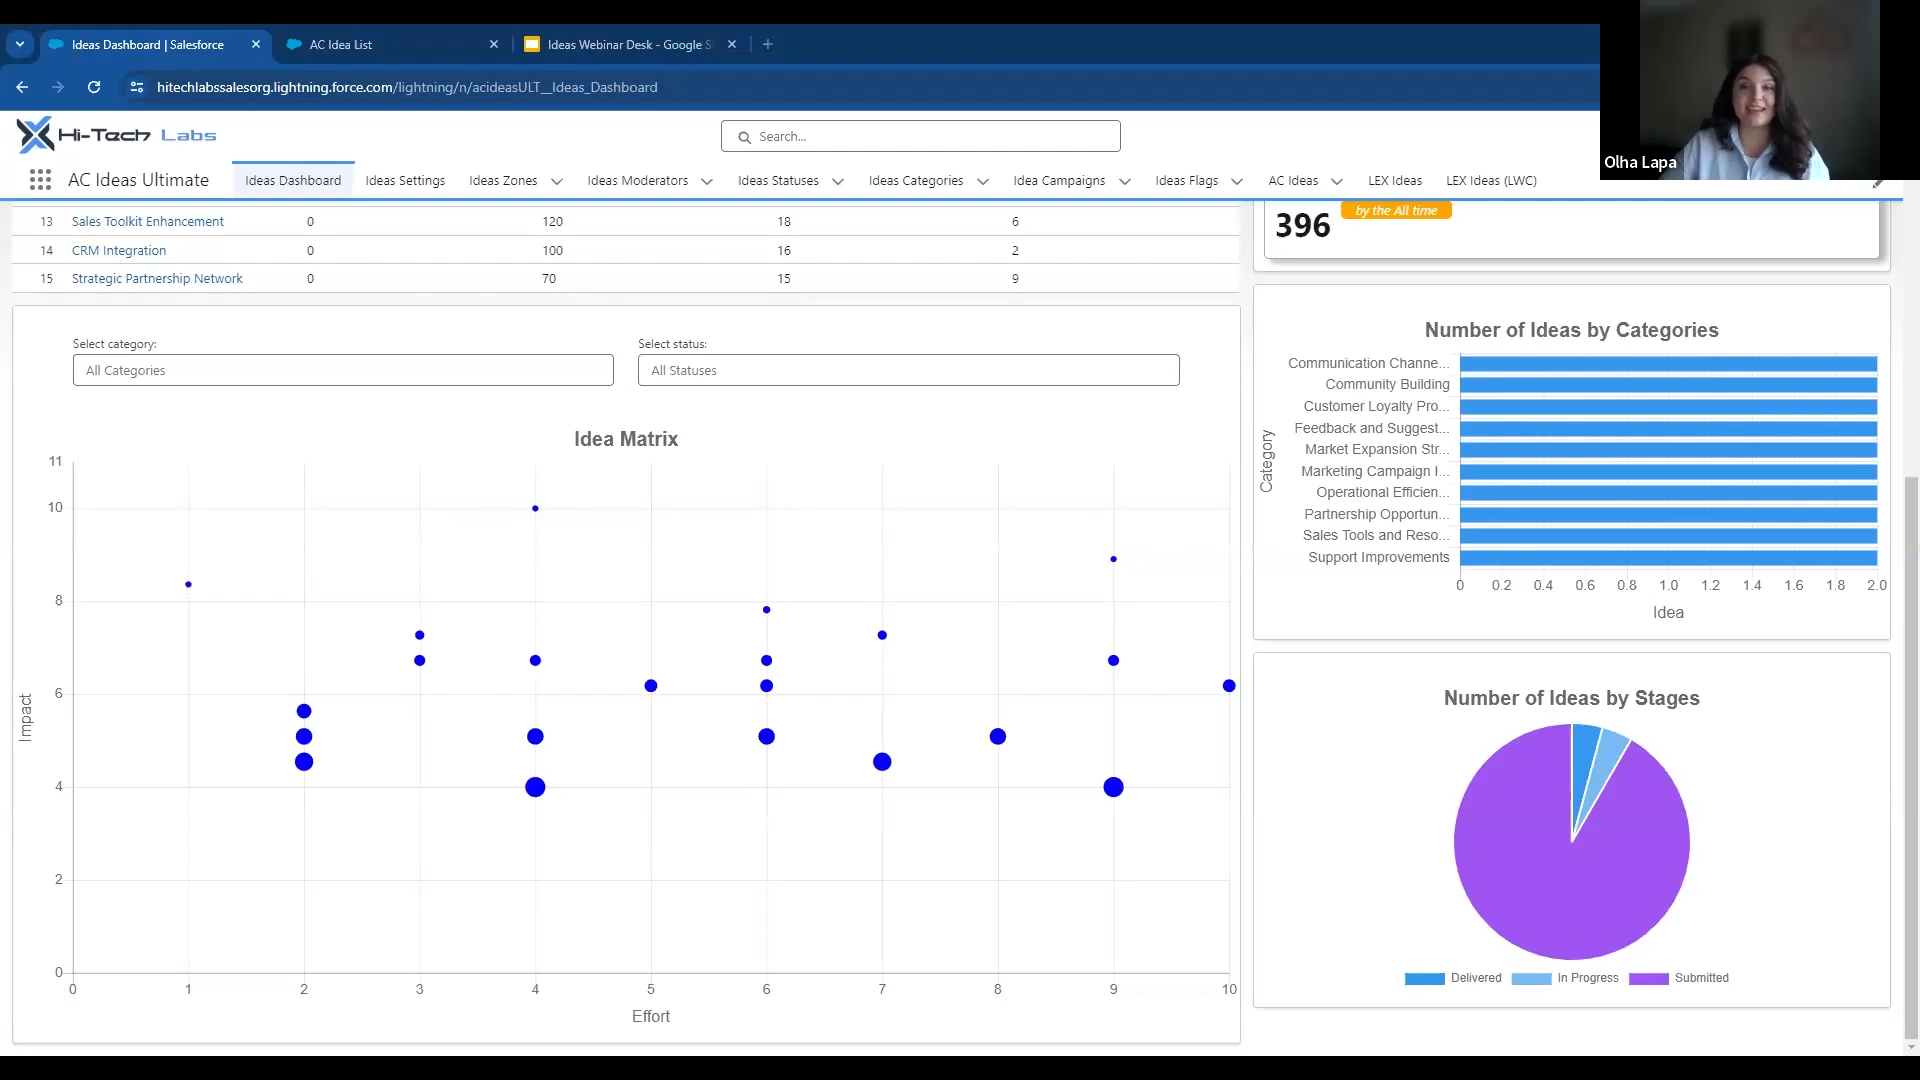 Ideas Dashboard | Salesforce
AC Idea List
Ideas Webinar Desk - Google S
hitechlabssalesorg.lightning.force.com/lightning/n/acideasULT__Ideas_Dashboard
Hi-Tech Labs
Search...
Olha Lapa
AC Ideas Ultimate
Ideas Dashboard
Ideas Settings
Ideas Zones
Ideas Moderators
Ideas Statuses
Ideas Categories
Idea Campaigns
Ideas Flags
AC Ideas
LEX Ideas
LEX Ideas (LWC)
13 Sales Toolkit Enhancement 0 120 18 6
14 CRM Integration 0 100 16 2
15 Strategic Partnership Network 0 70 15 9
396
by the All time
Select category:
All Categories
Select status:
All Statuses
Idea Matrix
11
10
8
6
4
2
0
Impact
0 1 2 3 4 5 6 7 8 9 10
Effort
Number of Ideas by Categories
Category
Communication Channe...
Community Building
Customer Loyalty Pro...
Feedback and Suggest...
Market Expansion Str...
Marketing Campaign I...
Operational Efficien...
Partnership Opportun...
Sales Tools and Reso...
Support Improvements
0 0.2 0.4 0.6 0.8 1.0 1.2 1.4 1.6 1.8 2.0
Idea
Number of Ideas by Stages
Delivered
In Progress
Submitted